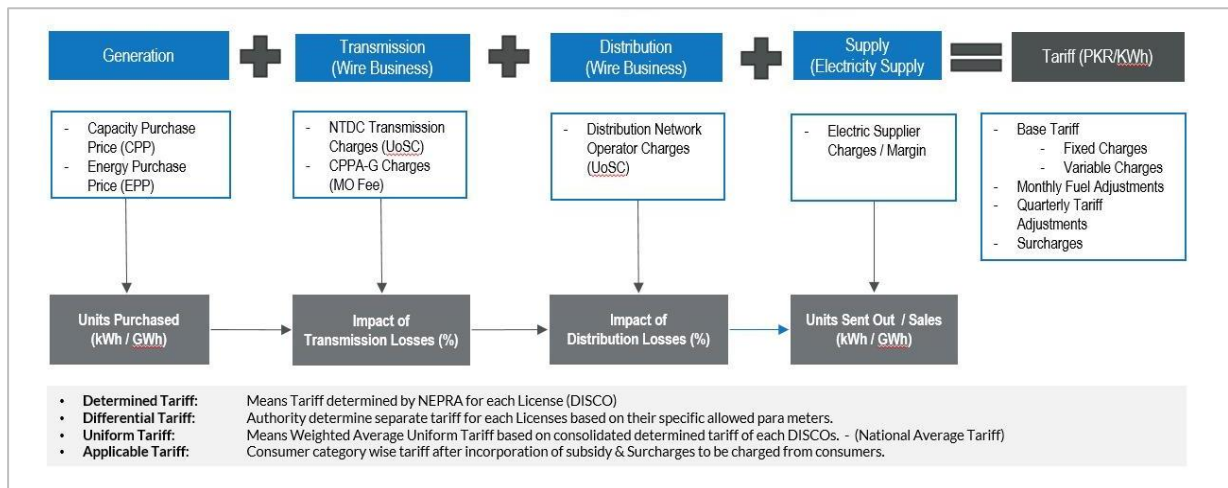 Generation
Transmission
(Wire Business)
Distribution
(Wire Business)
Supply
(Electricity Supply
Tariff (PKR/KWh)
- Capacity Purchase
Price (CPP)
- Energy Purchase
Price (EPP)
- NTDC Transmission
Charges (UoSC)
- CPPA-G Charges
(MO Fee)
- Distribution Network
Operator Charges
(UoSC)
- Electric Supplier
Charges / Margin
- Base Tariff
- Fixed Charges
- Variable Charges
- Monthly Fuel Adjustments
- Quarterly Tariff
Adjustments
- Surcharges
Units Purchased
(kWh / GWh)
Impact of
Transmission Losses (%)
Impact of
Distribution Losses (%)
Units Sent Out / Sales
(kWh / GWh)
• Determined Tariff: Means Tariff determined by NEPRA for each License (DISCO)
• Differential Tariff: Authority determine separate tariff for each Licenses based on their specific allowed para meters.
• Uniform Tariff: Means Weighted Average Uniform Tariff based on consolidated determined tariff of each DISCOs. - (National Average Tariff)
• Applicable Tariff: Consumer category wise tariff after incorporation of subsidy & Surcharges to be charged from consumers.